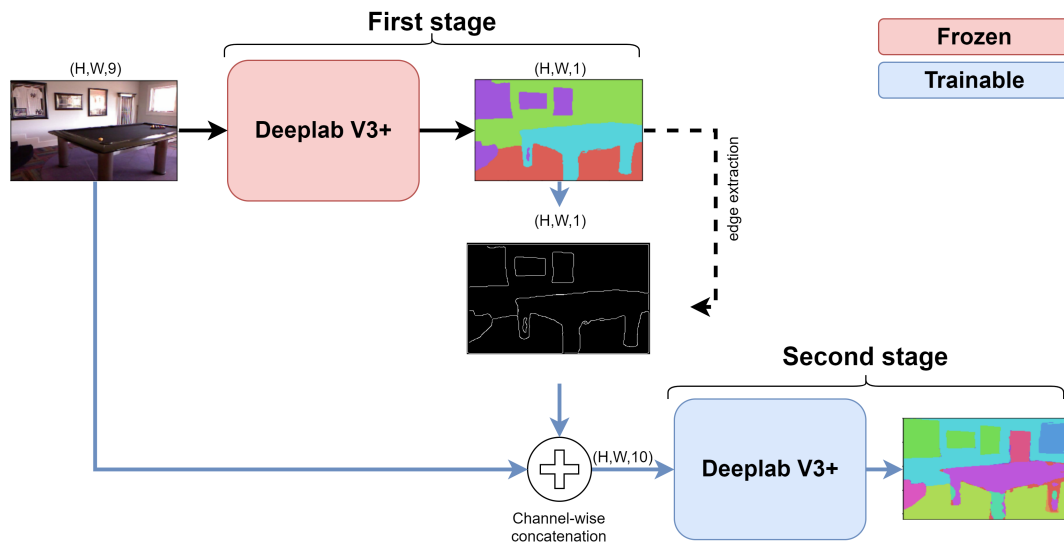 First stage
Frozen
Trainable
(H,W,9)
Deeplab V3+
(H,W,1)
edge extraction
(H,W,1)
Second stage
Deeplab V3+
(H,W,10)
Channel-wise
concatenation